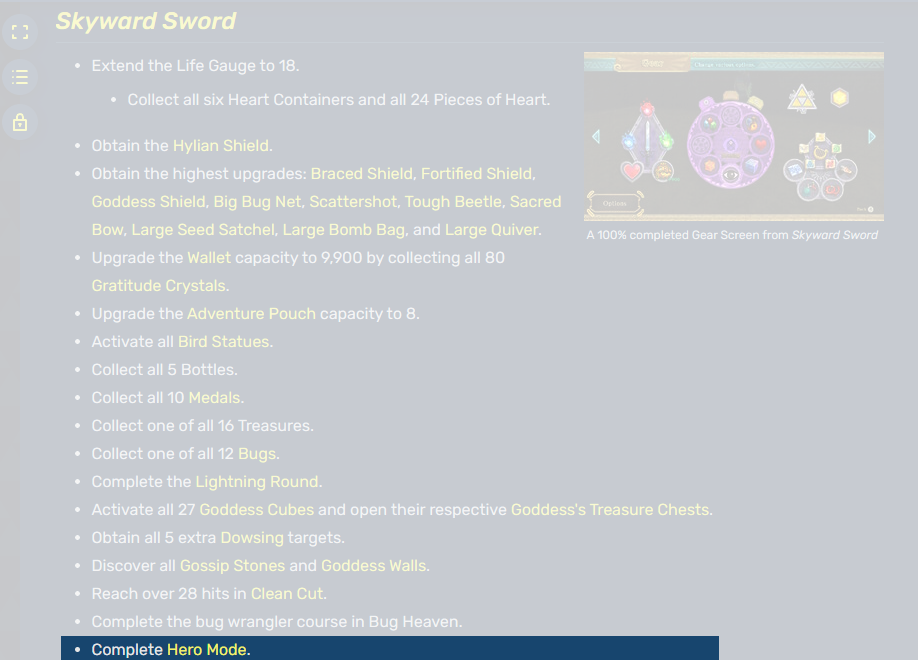 Skyward Sword
Extend the Life Gauge to 18.
Collect all six Heart Containers and all 24 Pieces of Heart.
Obtain the Hylian Shield.
Obtain the highest upgrades: Braced Shield, Fortified Shield,
Goddess Shield, Big Bug Net, Scattershot, Tough Beetle, Sacred
Bow, Large Seed Satchel, Large Bomb Bag, and Large Quiver.
Upgrade the Wallet capacity to 9,900 by collecting all 80
Gratitude Crystals.
Upgrade the Adventure Pouch capacity to 8.
Activate all Bird Statues.
Collect all 5 Bottles.
Collect all 10 Medals.
Collect one of all 16 Treasures.
Collect one of all 12 Bugs.
Complete the Lightning Round.
Activate all 27 Goddess Cubes and open their respective Goddess's Treasure Chests.
Obtain all 5 extra Dowsing targets.
Discover all Gossip Stones and Goddess Walls.
Reach over 28 hits in Clean Cut.
Complete the bug wrangler course in Bug Heaven.
Complete Hero Mode.
Gear
Options
A 100% completed Gear Screen from Skyward Sword